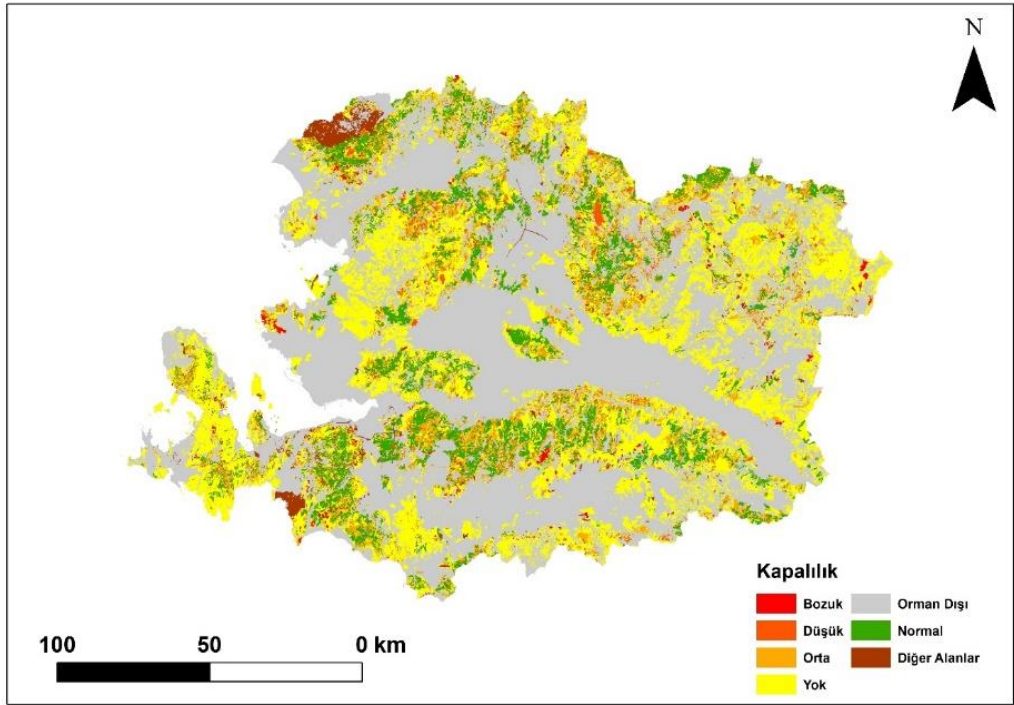 N
Kapalılık
Bozuk
Orman Dışı
Düşük
Normal
Orta
Diğer Alanlar
Yok
100 50 0 km